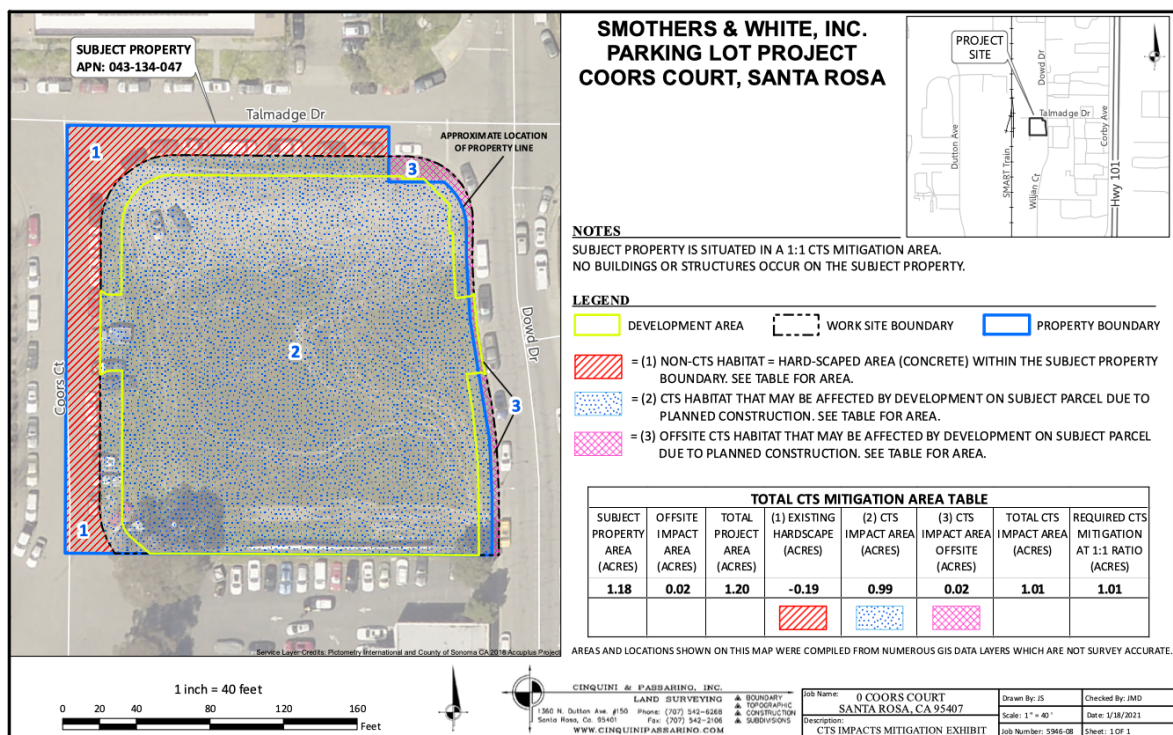 SUBJECT PROPERTY
APN: 043-134-047
Talmadge Dr
APPROXIMATE LOCATION
OF PROPERTY LINE
1
3
2
3
1
Coors Ct
Dowd Dr
Service Layer Credits: Pictometry International and County of Sonoma CA 2018 Accuplus Project
SMOTHERS & WHITE, INC.
PARKING LOT PROJECT
COORS COURT, SANTA ROSA
PROJECT
SITE
Dowd Dr
Talmadge Dr
Corby Ave
Dutton Ave
SMART Train
Wiljan Cr
Hwy 101
NOTES
SUBJECT PROPERTY IS SITUATED IN A 1:1 CTS MITIGATION AREA.
NO BUILDINGS OR STRUCTURES OCCUR ON THE SUBJECT PROPERTY.
LEGEND
DEVELOPMENT AREA WORK SITE BOUNDARY PROPERTY BOUNDARY
= (1) NON-CTS HABITAT = HARD-SCAPED AREA (CONCRETE) WITHIN THE SUBJECT PROPERTY
BOUNDARY. SEE TABLE FOR AREA.
= (2) CTS HABITAT THAT MAY BE AFFECTED BY DEVELOPMENT ON SUBJECT PARCEL DUE TO
PLANNED CONSTRUCTION. SEE TABLE FOR AREA.
= (3) OFFSITE CTS HABITAT THAT MAY BE AFFECTED BY DEVELOPMENT ON SUBJECT PARCEL
DUE TO PLANNED CONSTRUCTION. SEE TABLE FOR AREA.
TOTAL CTS MITIGATION AREA TABLE
SUBJECT OFFSITE TOTAL (1) EXISTING (2) CTS (3) CTS TOTAL CTS REQUIRED CTS
PROPERTY IMPACT PROJECT HARDSCAPE IMPACT AREA IMPACT AREA IMPACT AREA MITIGATION
AREA AREA AREA (ACRES) (ACRES) OFFSITE (ACRES) AT 1:1 RATIO
(ACRES) (ACRES) (ACRES) (ACRES) (ACRES)
1.18 0.02 1.20 -0.19 0.99 0.02 1.01 1.01
AREAS AND LOCATIONS SHOWN ON THIS MAP WERE COMPILED FROM NUMEROUS GIS DATA LAYERS WHICH ARE NOT SURVEY ACCURATE.
1 inch = 40 feet
0 20 40 80 120 160
Feet
CINQUINI & PASSARINO, INC.
LAND SURVEYING
1360 N. Dutton Ave. #150 Phone: (707) 542-6268
Santa Rosa, Ca. 95401 Fax: (707) 542-2106
WWW.CINQUINIPASSARINO.COM
BOUNDARY
TOPOGRAPHIC
CONSTRUCTION
SUBDIVISIONS
Job Name: 0 COORS COURT
SANTA ROSA, CA 95407
Description:
CTS IMPACTS MITIGATION EXHIBIT
Drawn By: JS Checked By: JMD
Scale: 1" = 40' Date: 1/18/2021
Job Number: 5946-08 Sheet: 1 OF 1